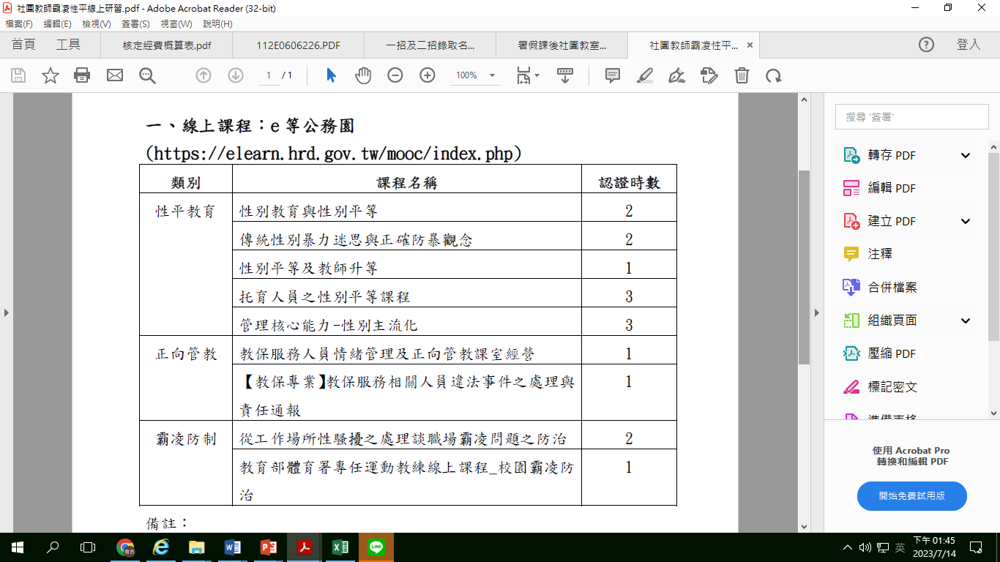 社團教師霸凌性平線上研習.pdf - Adobe Acrobat Reader (32-bit)
檔案(F) 編輯(E) 檢視(V) 簽署(S) 視窗(W) 說明(H)
首頁 工具 核定經費概算表.pdf 112E0606226.PDF 一招及二招錄取名... 暑假課後社團教室... 社團教師霸凌性平... × 登入
1 / 1 100%
一、線上課程：e 等公務園
(https://elearn.hrd.gov.tw/mooc/index.php)
類別 課程名稱 認證時數
性平教育 性別教育與性別平等 2
傳統性別暴力迷思與正確防暴觀念 2
性別平等及教師升等 1
托育人員之性別平等課程 3
管理核心能力-性別主流化 3
正向管教 教保服務人員情緒管理及正向管教課室經營 1
【教保專業】教保服務相關人員違法事件之處理與 1
責任通報
霸凌防制 從工作場所性騷擾之處理談職場霸凌問題之防治 2
教育部體育署專任運動教練線上課程_校園霸凌防 1
治
備註：
搜尋 '簽署'
轉存 PDF
編輯 PDF
建立 PDF
注釋
合併檔案
組織頁面
壓縮 PDF
標記密文
準備表格
使用 Acrobat Pro
轉換和編輯 PDF
開始免費試用版
英 下午 01:45
2023/7/14